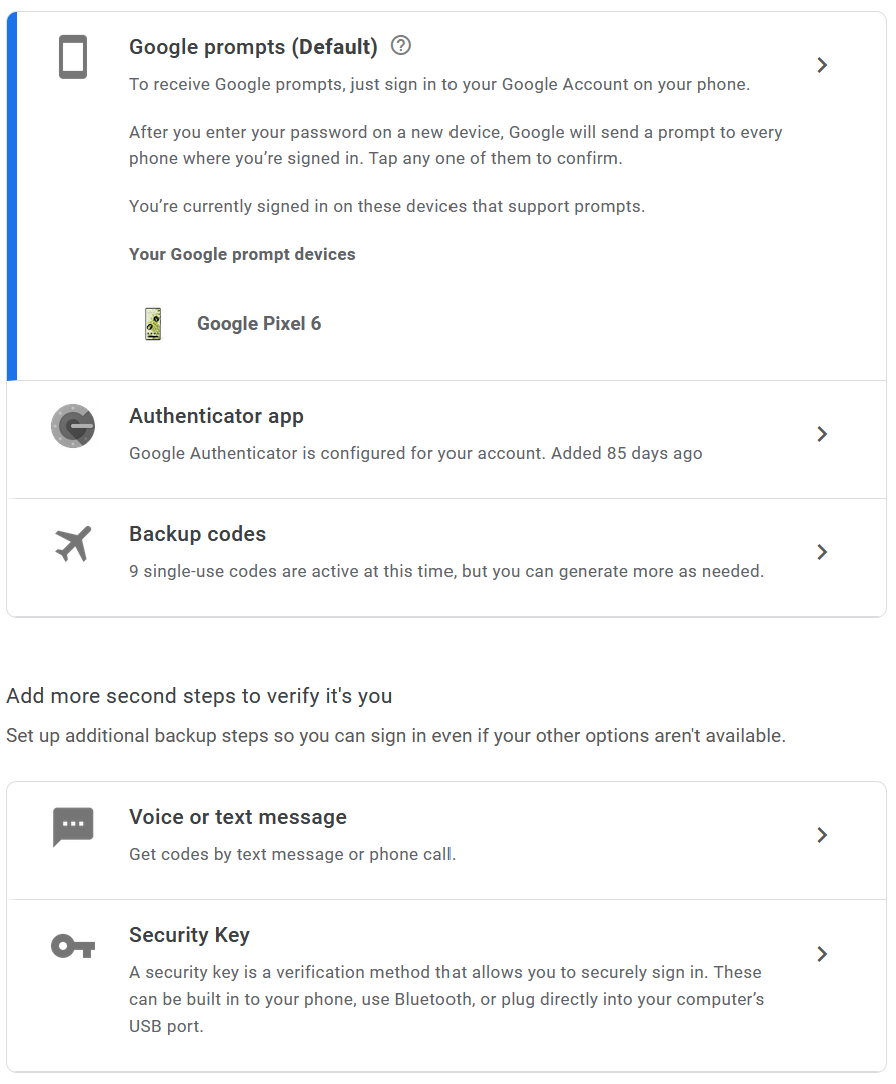 Google prompts (Default)
To receive Google prompts, just sign in to your Google Account on your phone.
After you enter your password on a new device, Google will send a prompt to every
phone where you’re signed in. Tap any one of them to confirm.
You’re currently signed in on these devices that support prompts.
Your Google prompt devices
Google Pixel 6
Authenticator app
Google Authenticator is configured for your account. Added 85 days ago
Backup codes
9 single-use codes are active at this time, but you can generate more as needed.
Add more second steps to verify it's you
Set up additional backup steps so you can sign in even if your other options aren't available.
Voice or text message
Get codes by text message or phone call.
Security Key
A security key is a verification method that allows you to securely sign in. These
can be built in to your phone, use Bluetooth, or plug directly into your computer’s
USB port.